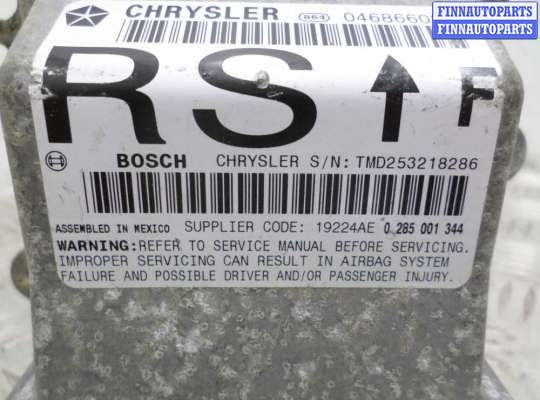 CHRYSLER 864
FINNAUTOPARTS
FINNAUTOPARTS
FINNAUTOPARTS
RS
BOSCH CHRYSLER S/N: TMD253218286
ASSEMBLED IN MEXICO SUPPLIER CODE: 19224AE 0 285 001 344
WARNING:REFER TO SERVICE MANUAL BEFORE SERVICING.
IMPROPER SERVICING CAN RESULT IN AIRBAG SYSTEM
FAILURE AND POSSIBLE DRIVER AND/OR PASSENGER INJURY.